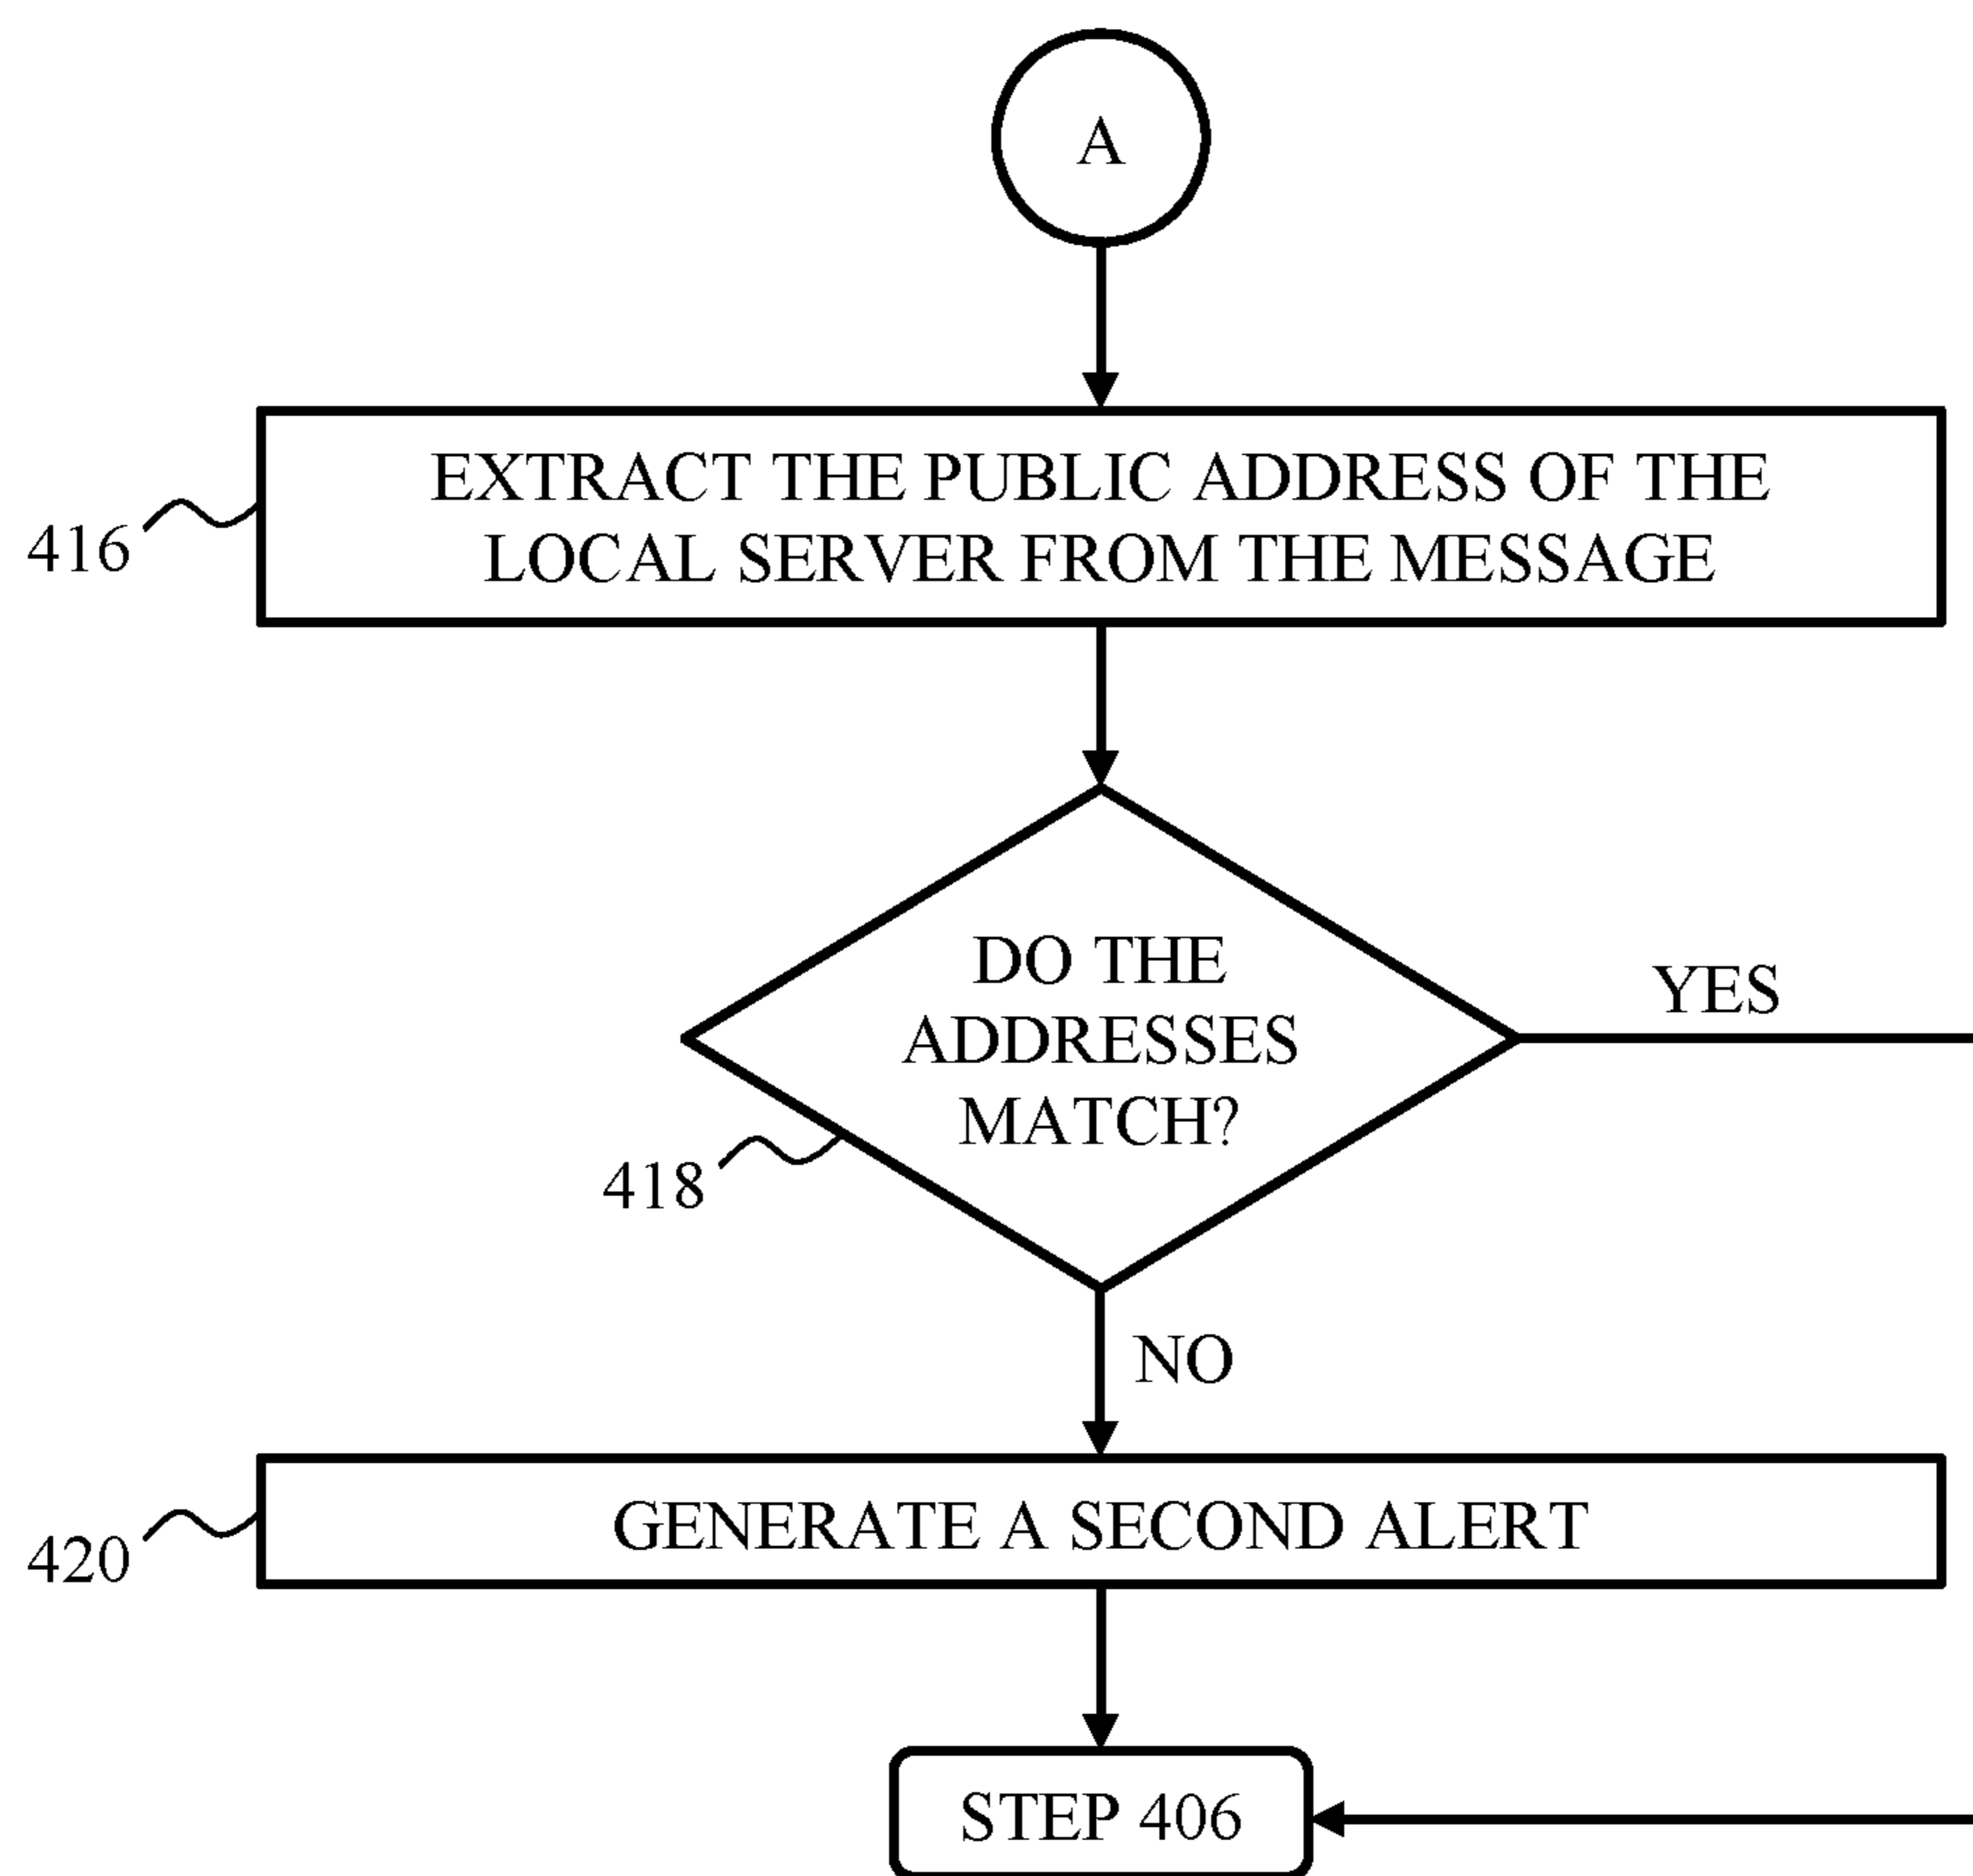 A
EXTRACT THE PUBLIC ADDRESS OF THE
LOCAL SERVER FROM THE MESSAGE
416
DO THE
ADDRESSES
MATCH?
YES
418
NO
GENERATE A SECOND ALERT
420
STEP 406